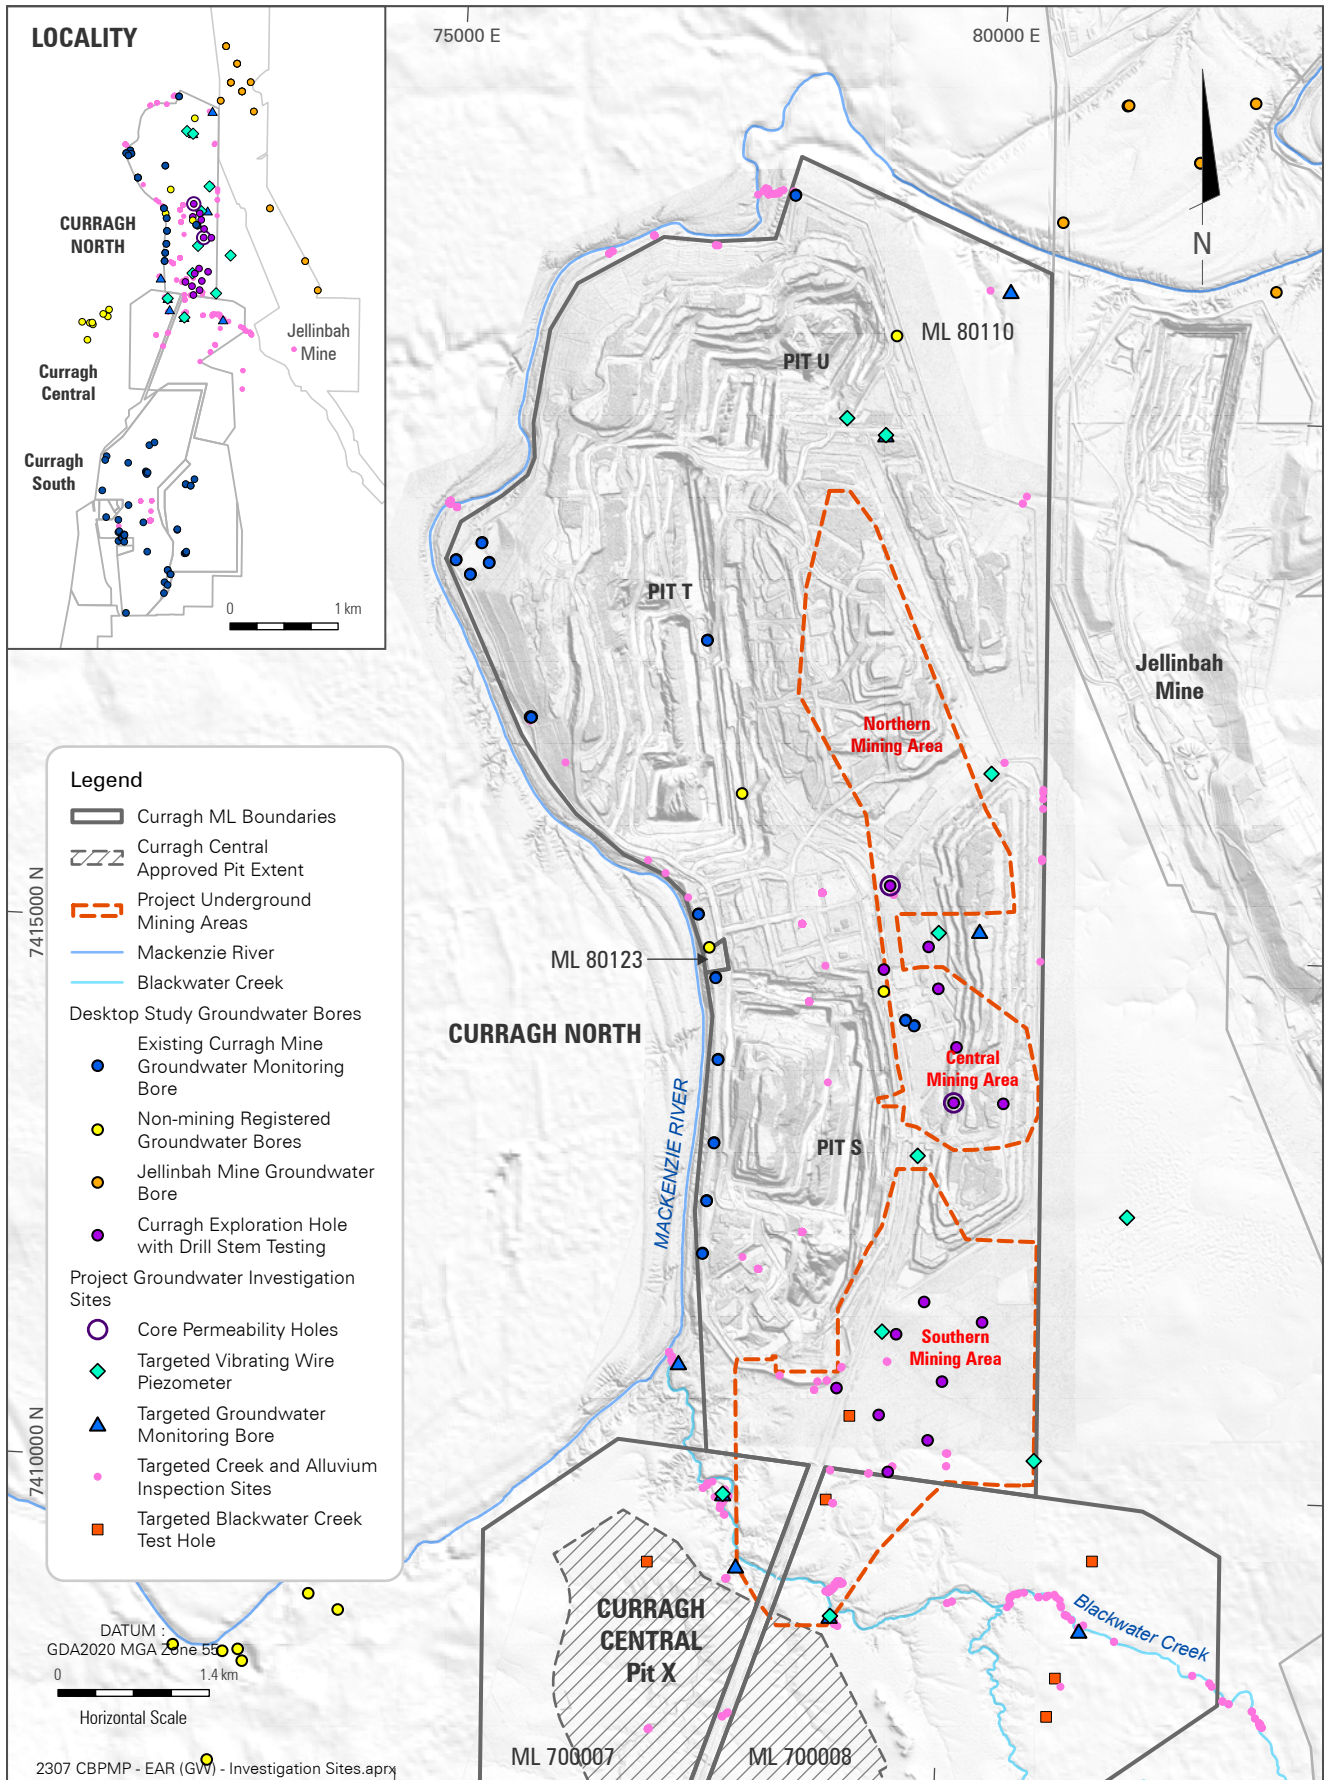 LOCALITY
75000 E
80000 E
CURRAGH
NORTH
Jellinbah
Mine
Curragh
Central
Curragh
South
0
1 km
N
ML 80110
PIT U
PIT T
Jellinbah
Mine
Northern
Mining Area
7415000 N
ML 80123
CURRAGH NORTH
Central
Mining Area
MACKENZIE RIVER
PIT S
Southern
Mining Area
7410000 N
Legend
Curragh ML Boundaries
Curragh Central
Approved Pit Extent
Project Underground
Mining Areas
Mackenzie River
Blackwater Creek
Desktop Study Groundwater Bores
Existing Curragh Mine
Groundwater Monitoring
Bore
Non-mining Registered
Groundwater Bores
Jellinbah Mine Groundwater
Bore
Curragh Exploration Hole
with Drill Stem Testing
Project Groundwater Investigation
Sites
Core Permeability Holes
Targeted Vibrating Wire
Piezometer
Targeted Groundwater
Monitoring Bore
Targeted Creek and Alluvium
Inspection Sites
Targeted Blackwater Creek
Test Hole
CURRAGH
CENTRAL
Pit X
Blackwater Creek
DATUM :
GDA2020 MGA Zone 55
0
1.4 km
Horizontal Scale
ML 700007
ML 700008
2307 CBPMP - EAR (GW) - Investigation Sites.aprx